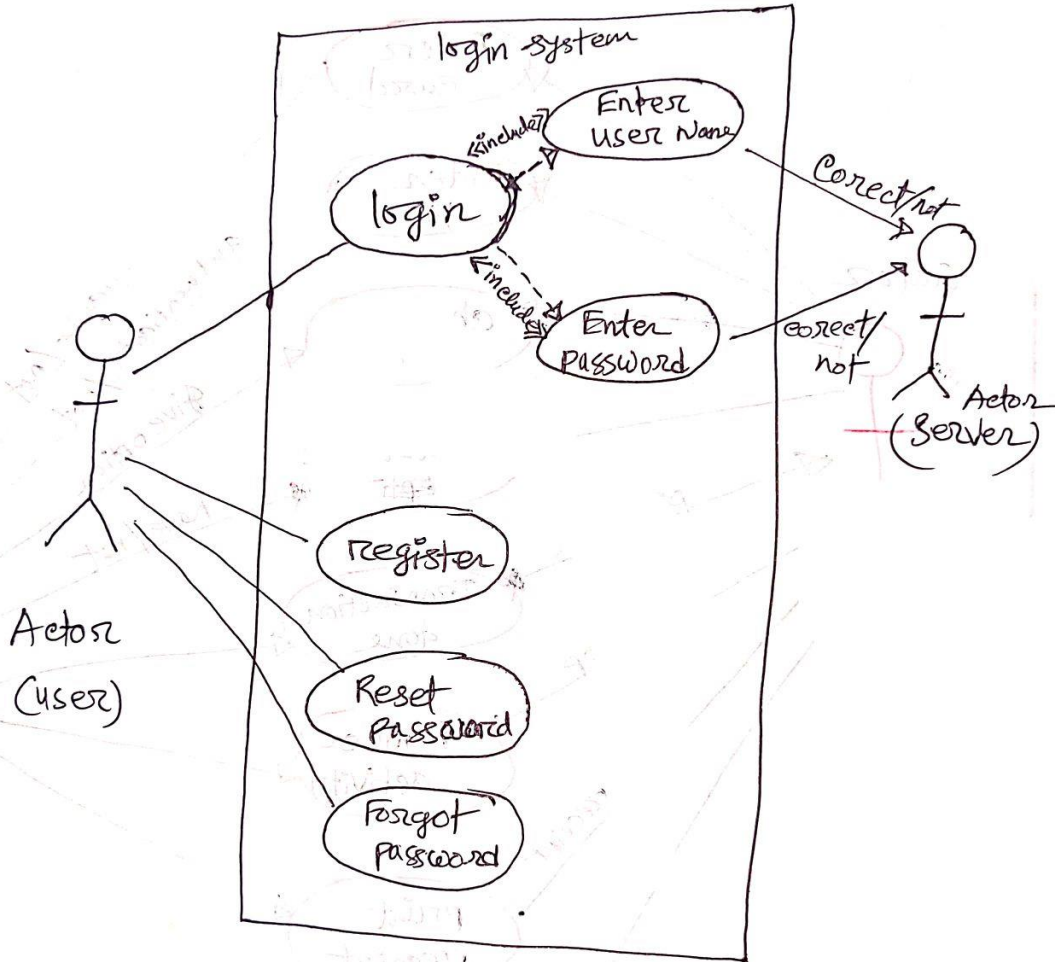 login system
Enter
user Name
<<include>>
login
Corect/not
<<include>>
Enter
password
corect/
not
Actor
(Server)
register
Actor
(user)
Reset
password
Forgot
password